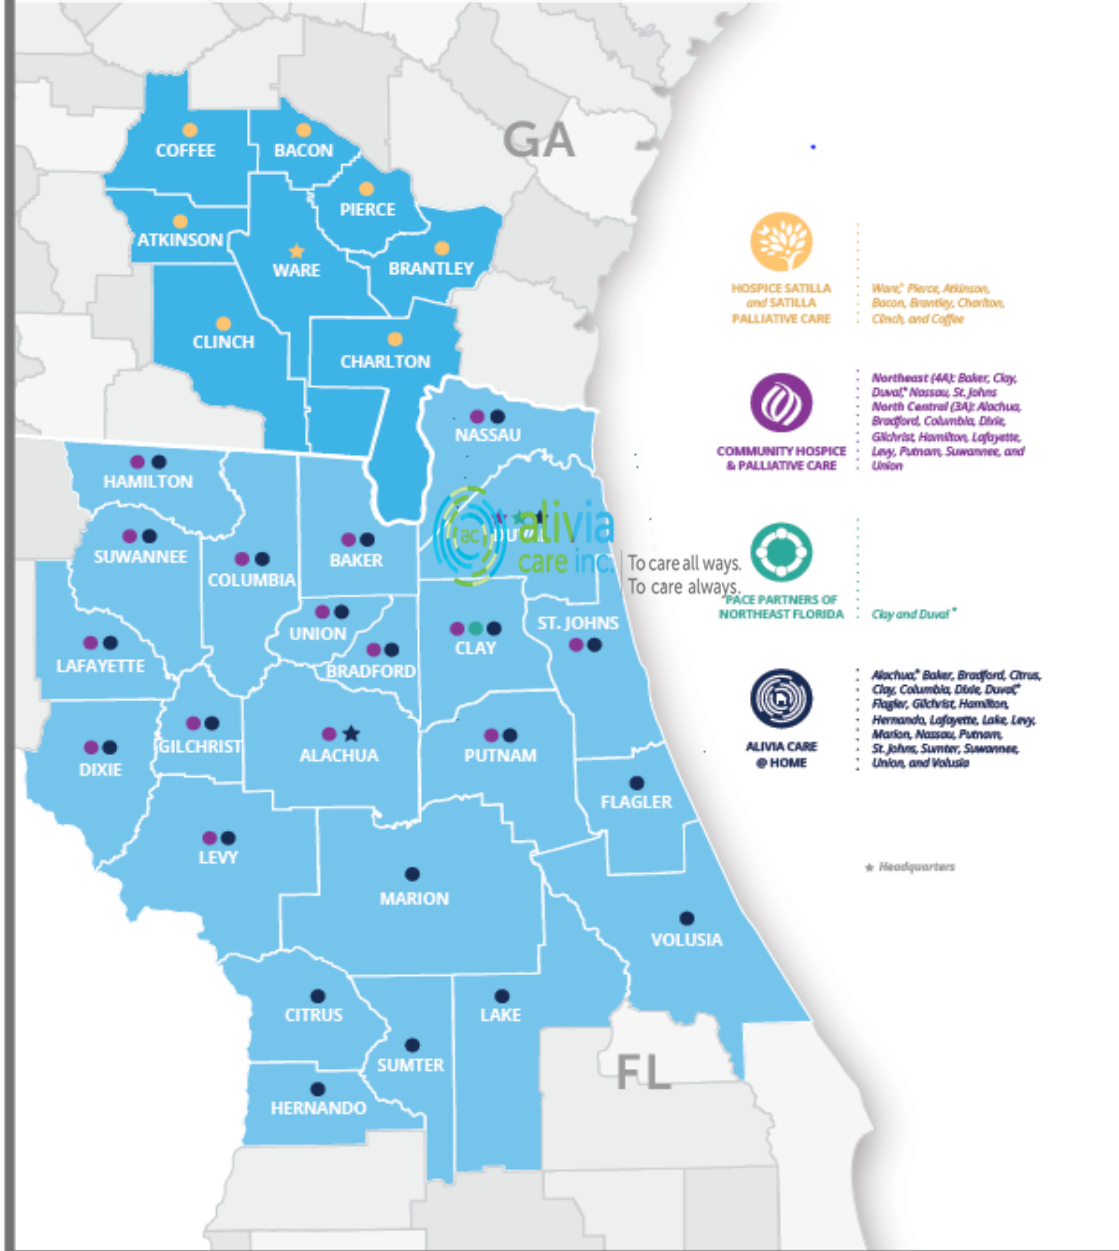 GA
COFFEE
BACON
PIERCE
ATKINSON
WARE
BRANTLEY
CLINCH
CHARLTON
NASSAU
HAMILTON
DUVAL
SUWANNEE
COLUMBIA
BAKER
UNION
BRADFORD
CLAY
ST. JOHNS
LAFAYETTE
GILCHRIST
ALACHUA
PUTNAM
DIXIE
FLAGLER
LEVY
MARION
VOLUSIA
CITRUS
LAKE
SUMTER
HERNANDO
FL
ac
alivia
care inc.
To care all ways.
To care always.
HOSPICE SATILLA
and SATILLA
PALLIATIVE CARE
Ware,* Pierce, Atkinson,
Bacon, Brantley, Charlton,
Clinch, and Coffee
COMMUNITY HOSPICE
& PALLIATIVE CARE
Northeast (4A): Baker, Clay,
Duval,* Nassau, St. Johns
North Central (3A): Alachua,
Bradford, Columbia, Dixie,
Gilchrist, Hamilton, Lafayette,
Levy, Putnam, Suwannee, and
Union
PACE PARTNERS OF
NORTHEAST FLORIDA
Clay and Duval*
ALIVIA CARE
@ HOME
Alachua,* Baker, Bradford, Citrus,
Clay, Columbia, Dixie, Duval,*
Flagler, Gilchrist, Hamilton,
Hernando, Lafayette, Lake, Levy,
Marion, Nassau, Putnam,
St. Johns, Sumter, Suwannee,
Union, and Volusia
★ Headquarters